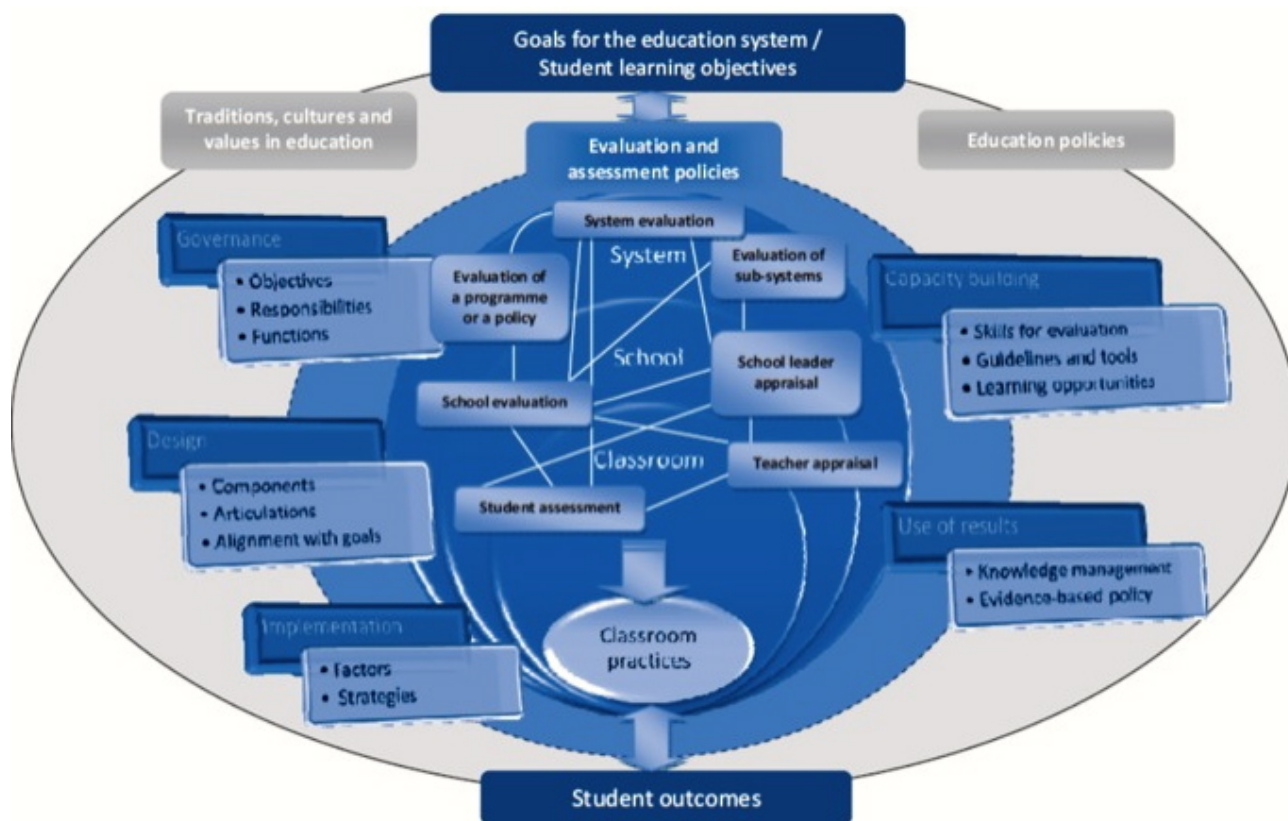 Goals for the education system /
Student learning objectives
Traditions, cultures and
values in education
Education policies
Evaluation and
assessment policies
System evaluation
System
Evaluation of
sub-systems
Evaluation of
a programme
or a policy
Governance
• Objectives
• Responsibilities
• Functions
Capacity building
• Skills for evaluation
• Guidelines and tools
• Learning opportunities
School
School leader
appraisal
School evaluation
Design
• Components
• Articulations
• Alignment with goals
Classroom
Teacher appraisal
Student assessment
Use of results
• Knowledge management
• Evidence-based policy
Implementation
• Factors
• Strategies
Classroom
practices
Student outcomes